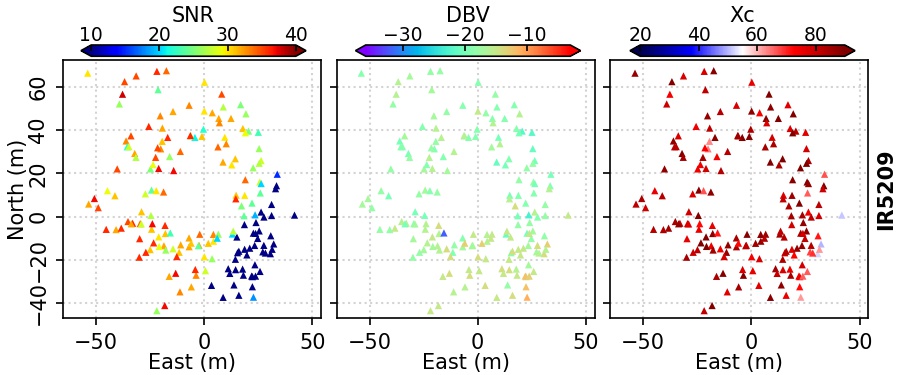 SNR DBV Xc
10 20 30 40 −30 −20 −10 20 40 60 80
60
40
20
0
−20
−40
North (m)
IR5209
−50 0 50 −50 0 50 −50 0 50
East (m) East (m) East (m)